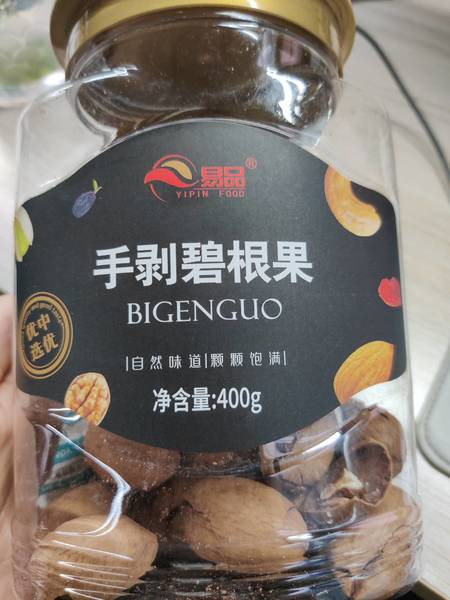 易品®
YIPIN FOOD
手剥碧根果
BIGENGUO
优中
选优
|自然味道|颗颗饱满|
净含量:400g